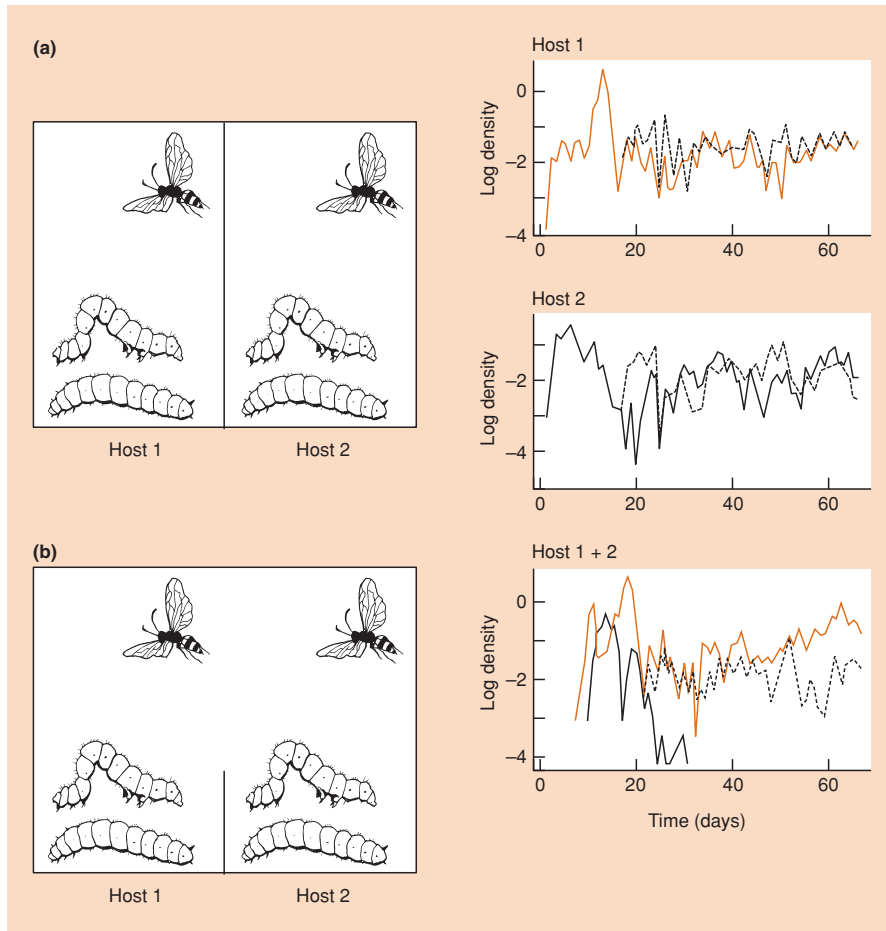 (a)
Host 1 Host 2
Host 1
Log density
0
–2
–4
0 20 40 60
Host 2
Log density
–2
–4
0 20 40 60
(b)
Host 1 Host 2
Host 1 + 2
Log density
0
–2
–4
0 20 40 60
Time (days)